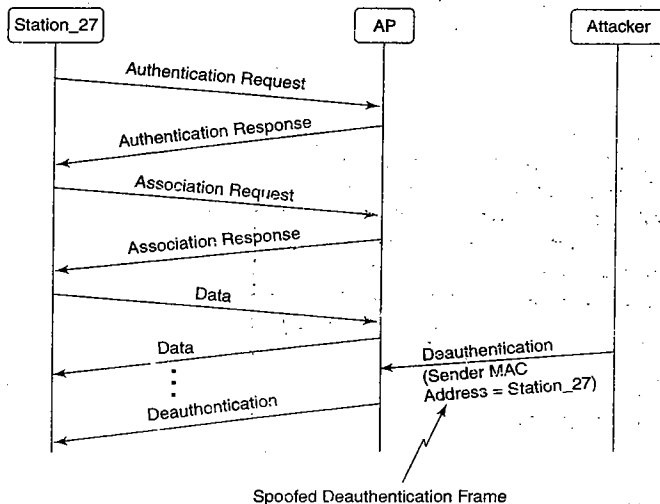 Station_27
AP
Attacker
Authentication Request
Authentication Response
Association Request
Association Response
Data
Data
Deauthentication
(Sender MAC
Address = Station_27)
Deauthentication
Spoofed Deauthentication Frame